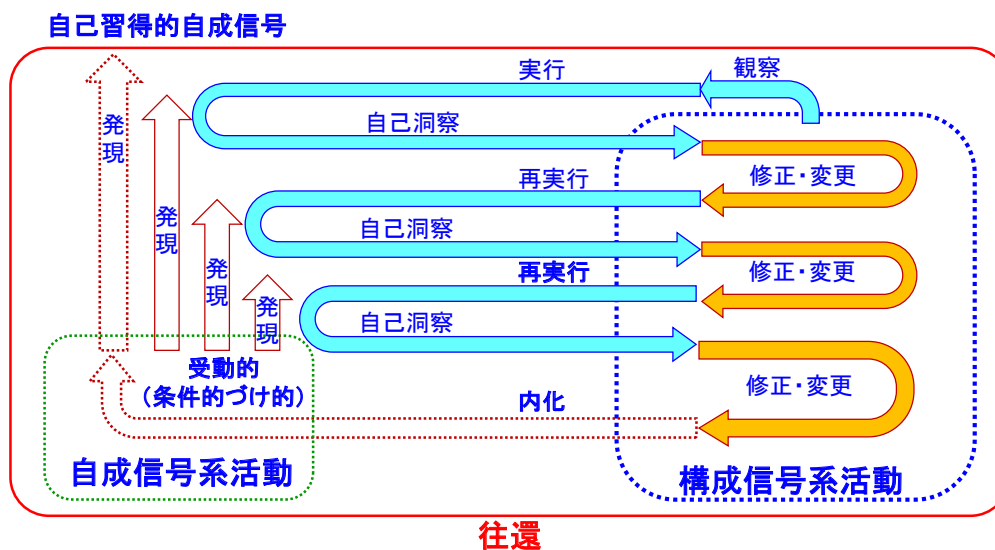 自己習得的自成信号
実行
観察
発
現
自己洞察
修正・変更
再実行
発
現
自己洞察
発
現
再実行
修正・変更
発
現
自己洞察
受動的
（条件的づけ的）
修正・変更
内化
自成信号系活動
構成信号系活動
往還